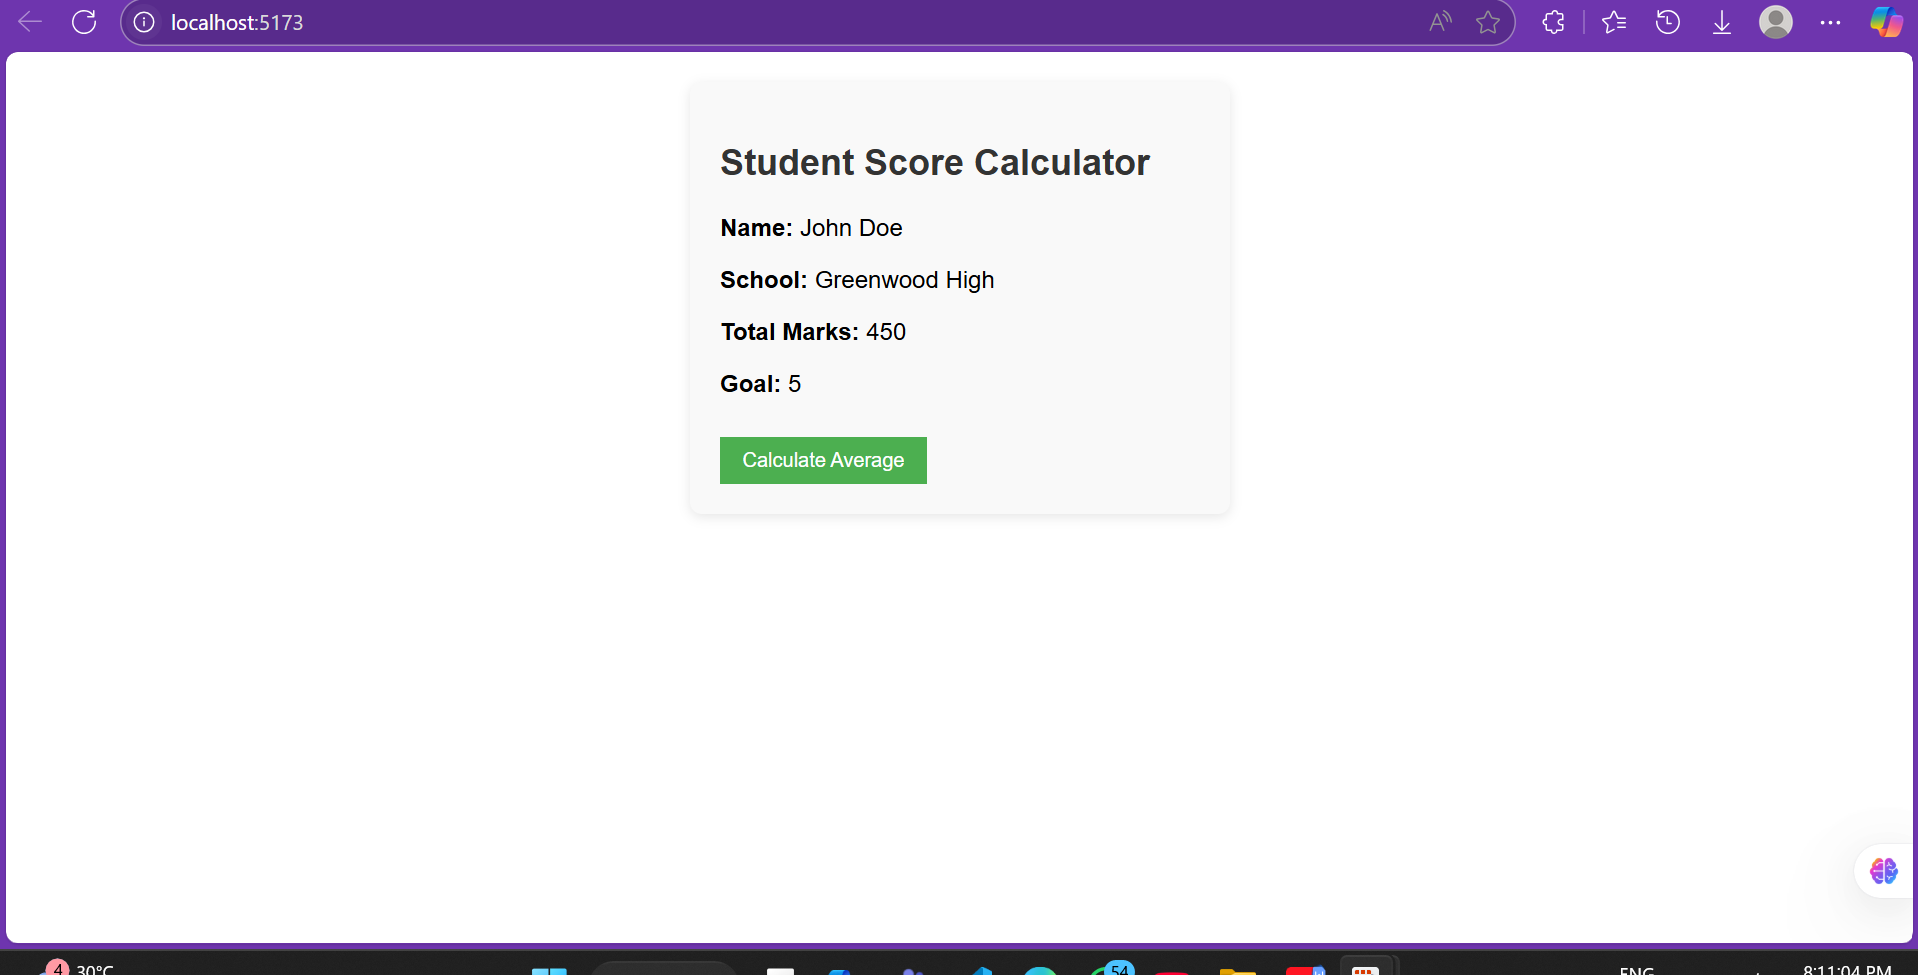 localhost:5173
Student Score Calculator
Name: John Doe
School: Greenwood High
Total Marks: 450
Goal: 5
Calculate Average
4
30°C
54
ENG
8:11:04 PM